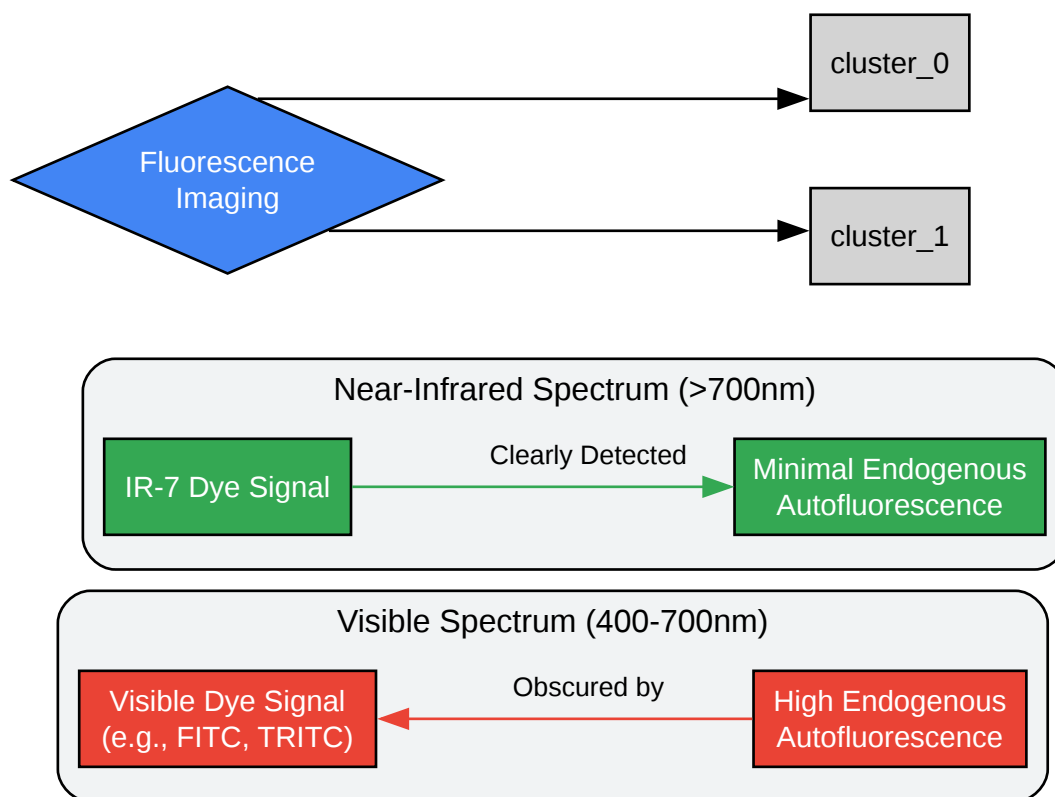 cluster_0
Fluorescence
Imaging
cluster_1
Near-Infrared Spectrum (>700nm)
Clearly Detected
IR-7 Dye Signal
Minimal Endogenous
Autofluorescence
Visible Spectrum (400-700nm)
Obscured by
Visible Dye Signal
(e.g., FITC, TRITC)
High Endogenous
Autofluorescence